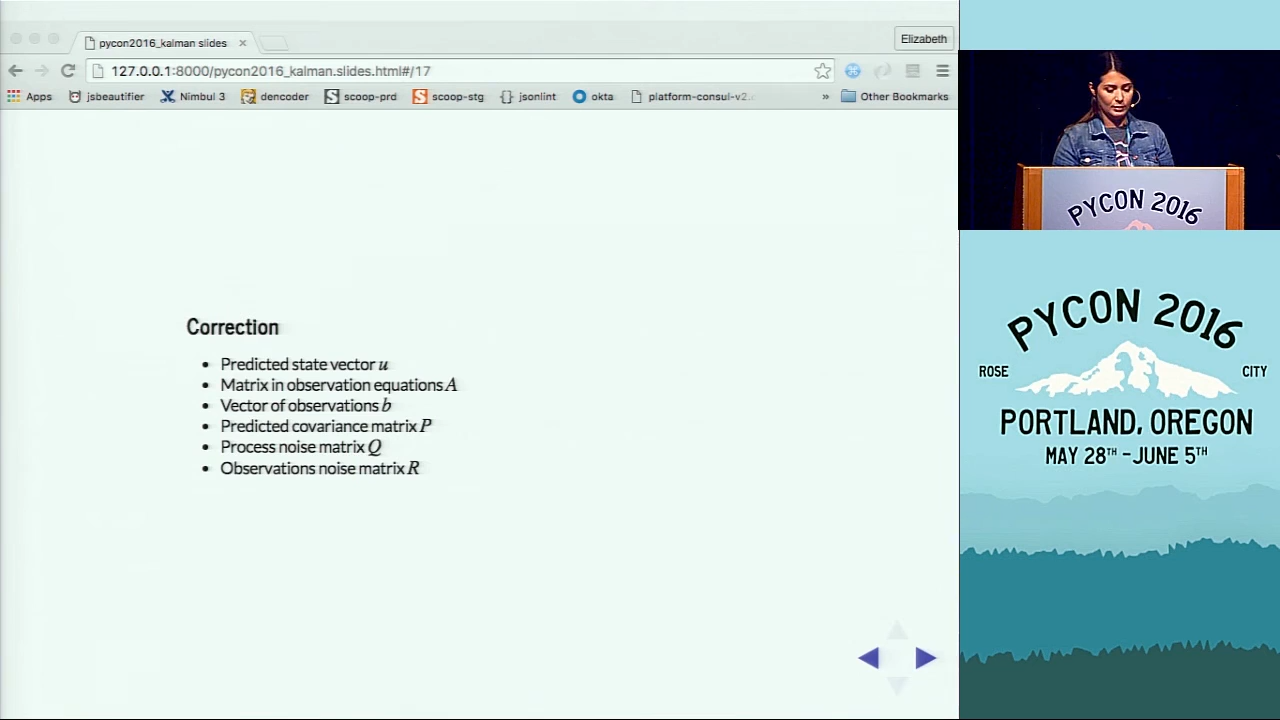 pycon2016_kalman slides
Elizabeth
127.0.0.1:8000/pycon2016_kalman.slides.html#/17
Apps jsbeautifier Nimbul 3 dencoder scoop-prd scoop-stg jsonlint okta platform-consul-v2. » Other Bookmarks
Correction
• Predicted state vector u
• Matrix in observation equations A
• Vector of observations b
• Predicted covariance matrix P
• Process noise matrix Q
• Observations noise matrix R
PYCON 2016
PYCON 2016
ROSE CITY
PORTLAND, OREGON
MAY 28TH - JUNE 5TH